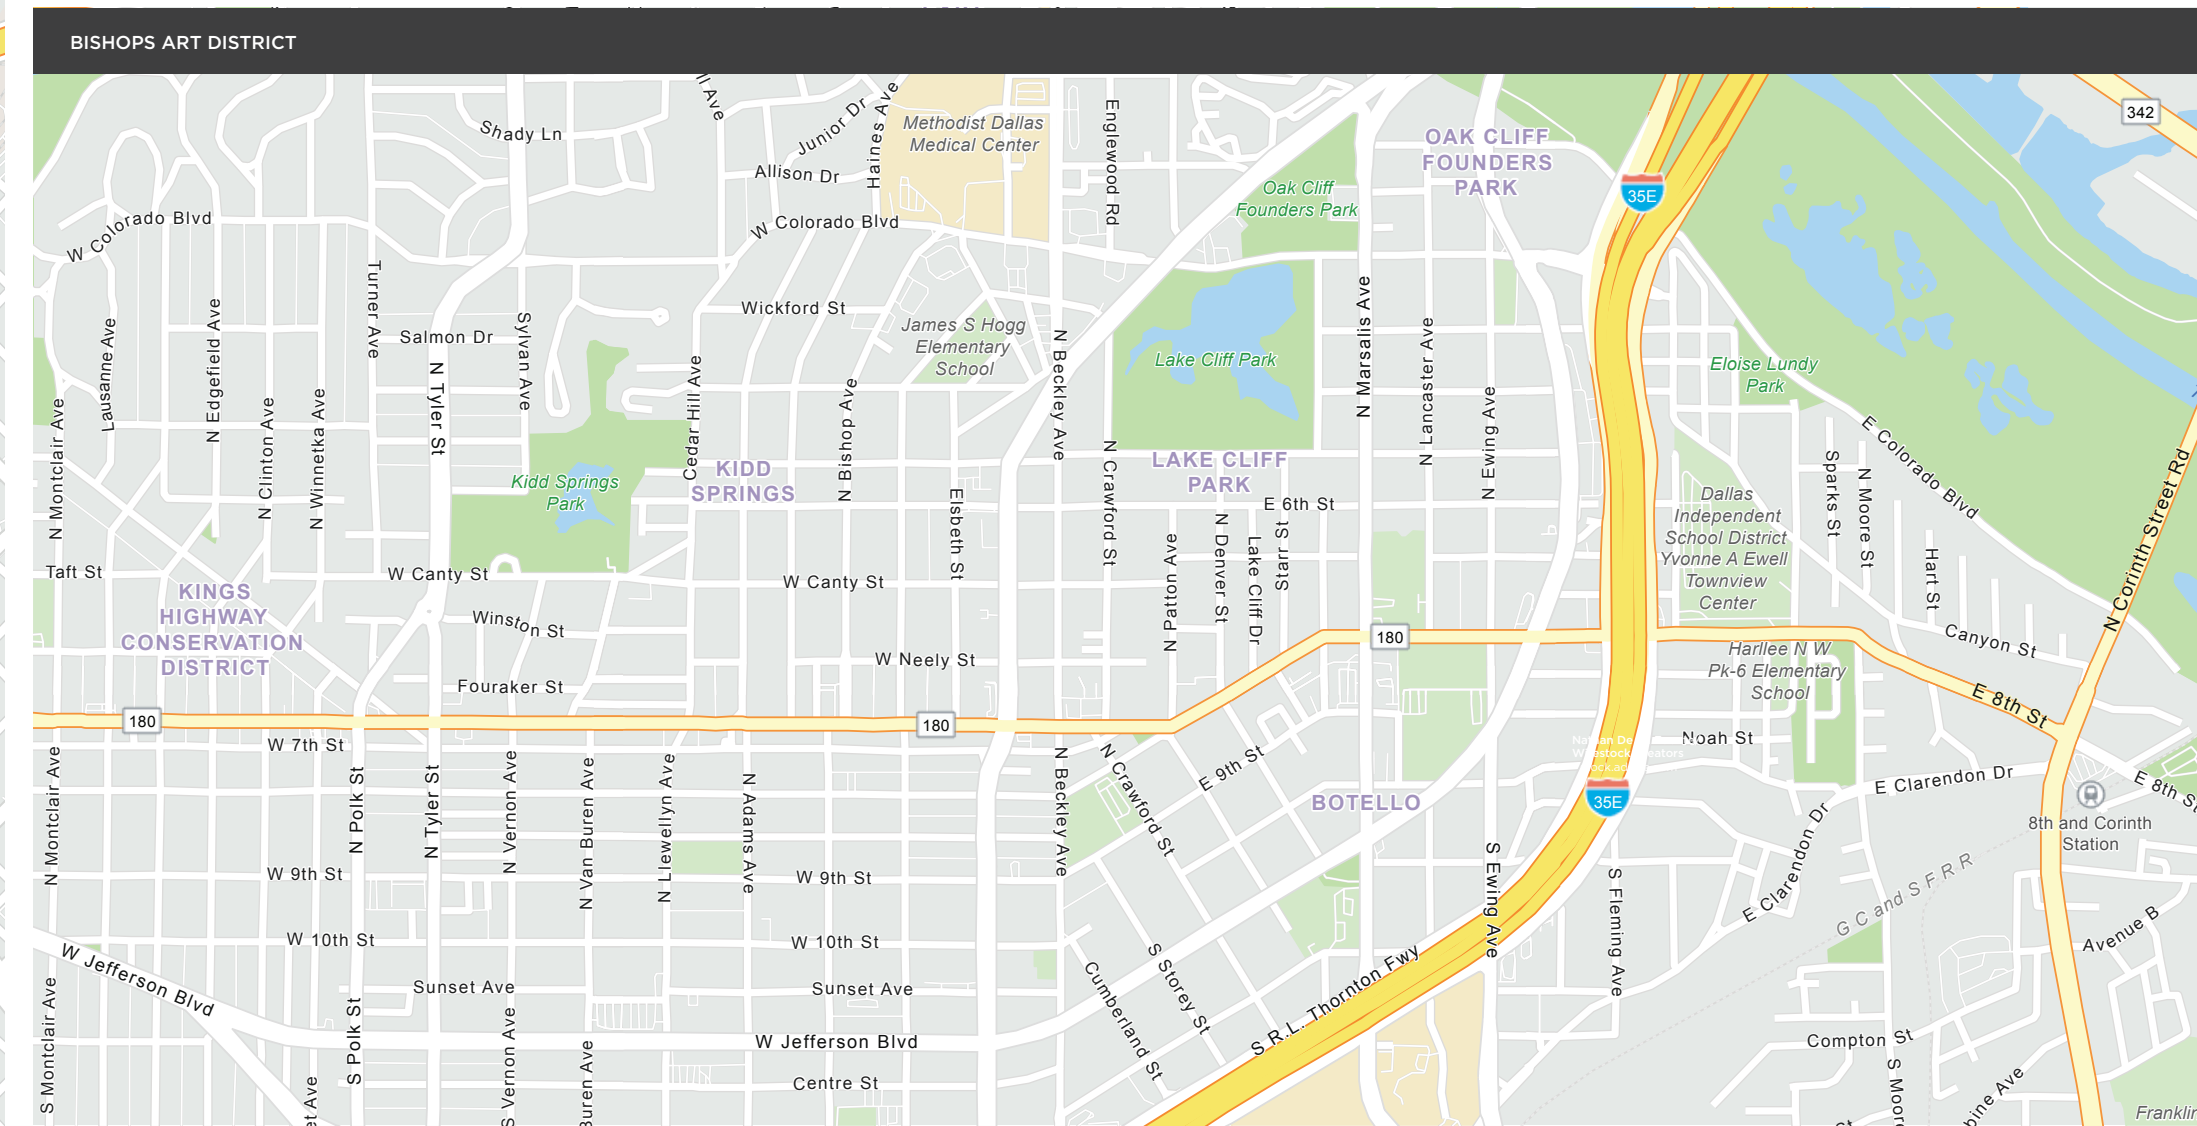 BISHOPS ART DISTRICT
342
Shady Ln
Junior Dr
Haines Ave
Allison Dr
Methodist Dallas
Medical Center
Englewood Rd
OAK CLIFF
FOUNDERS
PARK
Oak Cliff
Founders Park
35E
W Colorado Blvd
W Colorado Blvd
Turner Ave
Wickford St
Salmon Dr
Sylvan Ave
James S Hogg
Elementary
School
N Beckley Ave
Lake Cliff Park
N Marsalis Ave
N Lancaster Ave
N Ewing Ave
Eloise Lundy
Park
E Colorado Blvd
Lausanne Ave
N Edgefield Ave
N Clinton Ave
N Winnetka Ave
N Montclair Ave
N Tyler St
Cedar Hill Ave
N Bishop Ave
Kidd Springs
Park
KIDD
SPRINGS
LAKE CLIFF
PARK
Elsbeth St
N Crawford St
E 6th St
N Patton Ave
N Denver St
Lake Cliff Dr
Starr St
Dallas
Independent
School District
Yvonne A Ewell
Townview
Center
Sparks St
N Moore St
Hart St
N Corinth Street Rd
Taft St
W Canty St
W Canty St
KINGS
HIGHWAY
CONSERVATION
DISTRICT
Winston St
W Neely St
Fouraker St
180
180
180
Harllee N W
Pk-6 Elementary
School
Canyon St
E 8th St
W 7th St
N Montclair Ave
N Polk St
N Tyler St
N Vernon Ave
N Van Buren Ave
N Llewellyn Ave
N Adams Ave
N Beckley Ave
N Crawford St
E 9th St
BOTELLO
Noah St
35E
E Clarendon Dr
E 8th St
8th and Corinth
Station
W 9th St
W 9th St
S Ewing Ave
S Fleming Ave
E Clarendon Dr
G C and S F R R
Avenue B
W 10th St
W 10th St
W Jefferson Blvd
Sunset Ave
Sunset Ave
S Storey St
Cumberland St
S R.L. Thornton Fwy
S Montclair Ave
S Polk St
S Vernon Ave
Buren Ave
W Jefferson Blvd
Centre St
Compton St
S Moor
Franklin